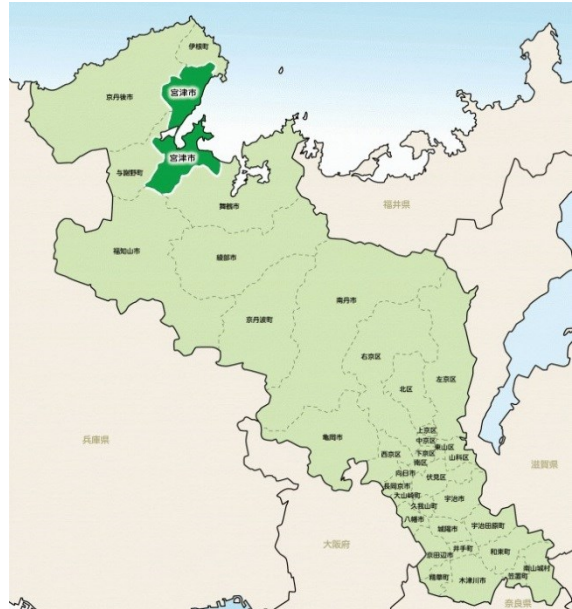 伊根町
京丹後市
宮津市
宮津市
与謝野町
舞鶴市
福井県
福知山市
綾部市
南丹市
京丹波町
右京区
左京区
北区
兵庫県
亀岡市
上京区
中京区
東山区
西京区
下京区
山科区
南区
滋賀県
向日市
伏見区
長岡京市
大山崎町
宇治市
久我山町
八幡市
城陽市
宇治田原町
大阪府
京田辺市
井手町
和束町
南山城村
精華町
木津川市
笠置町
奈良県